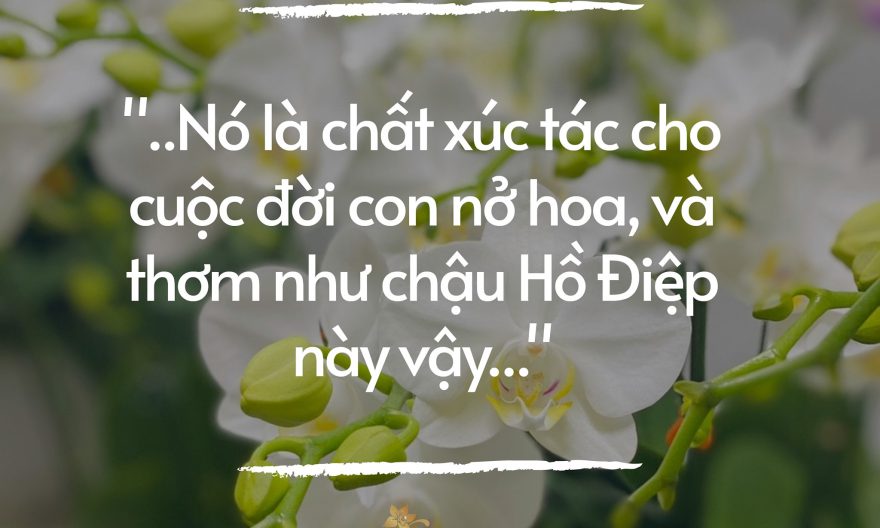 "..Nó là chất xúc tác cho
cuộc đời con nở hoa, và
thơm như chậu Hồ Điệp
này vậy..."